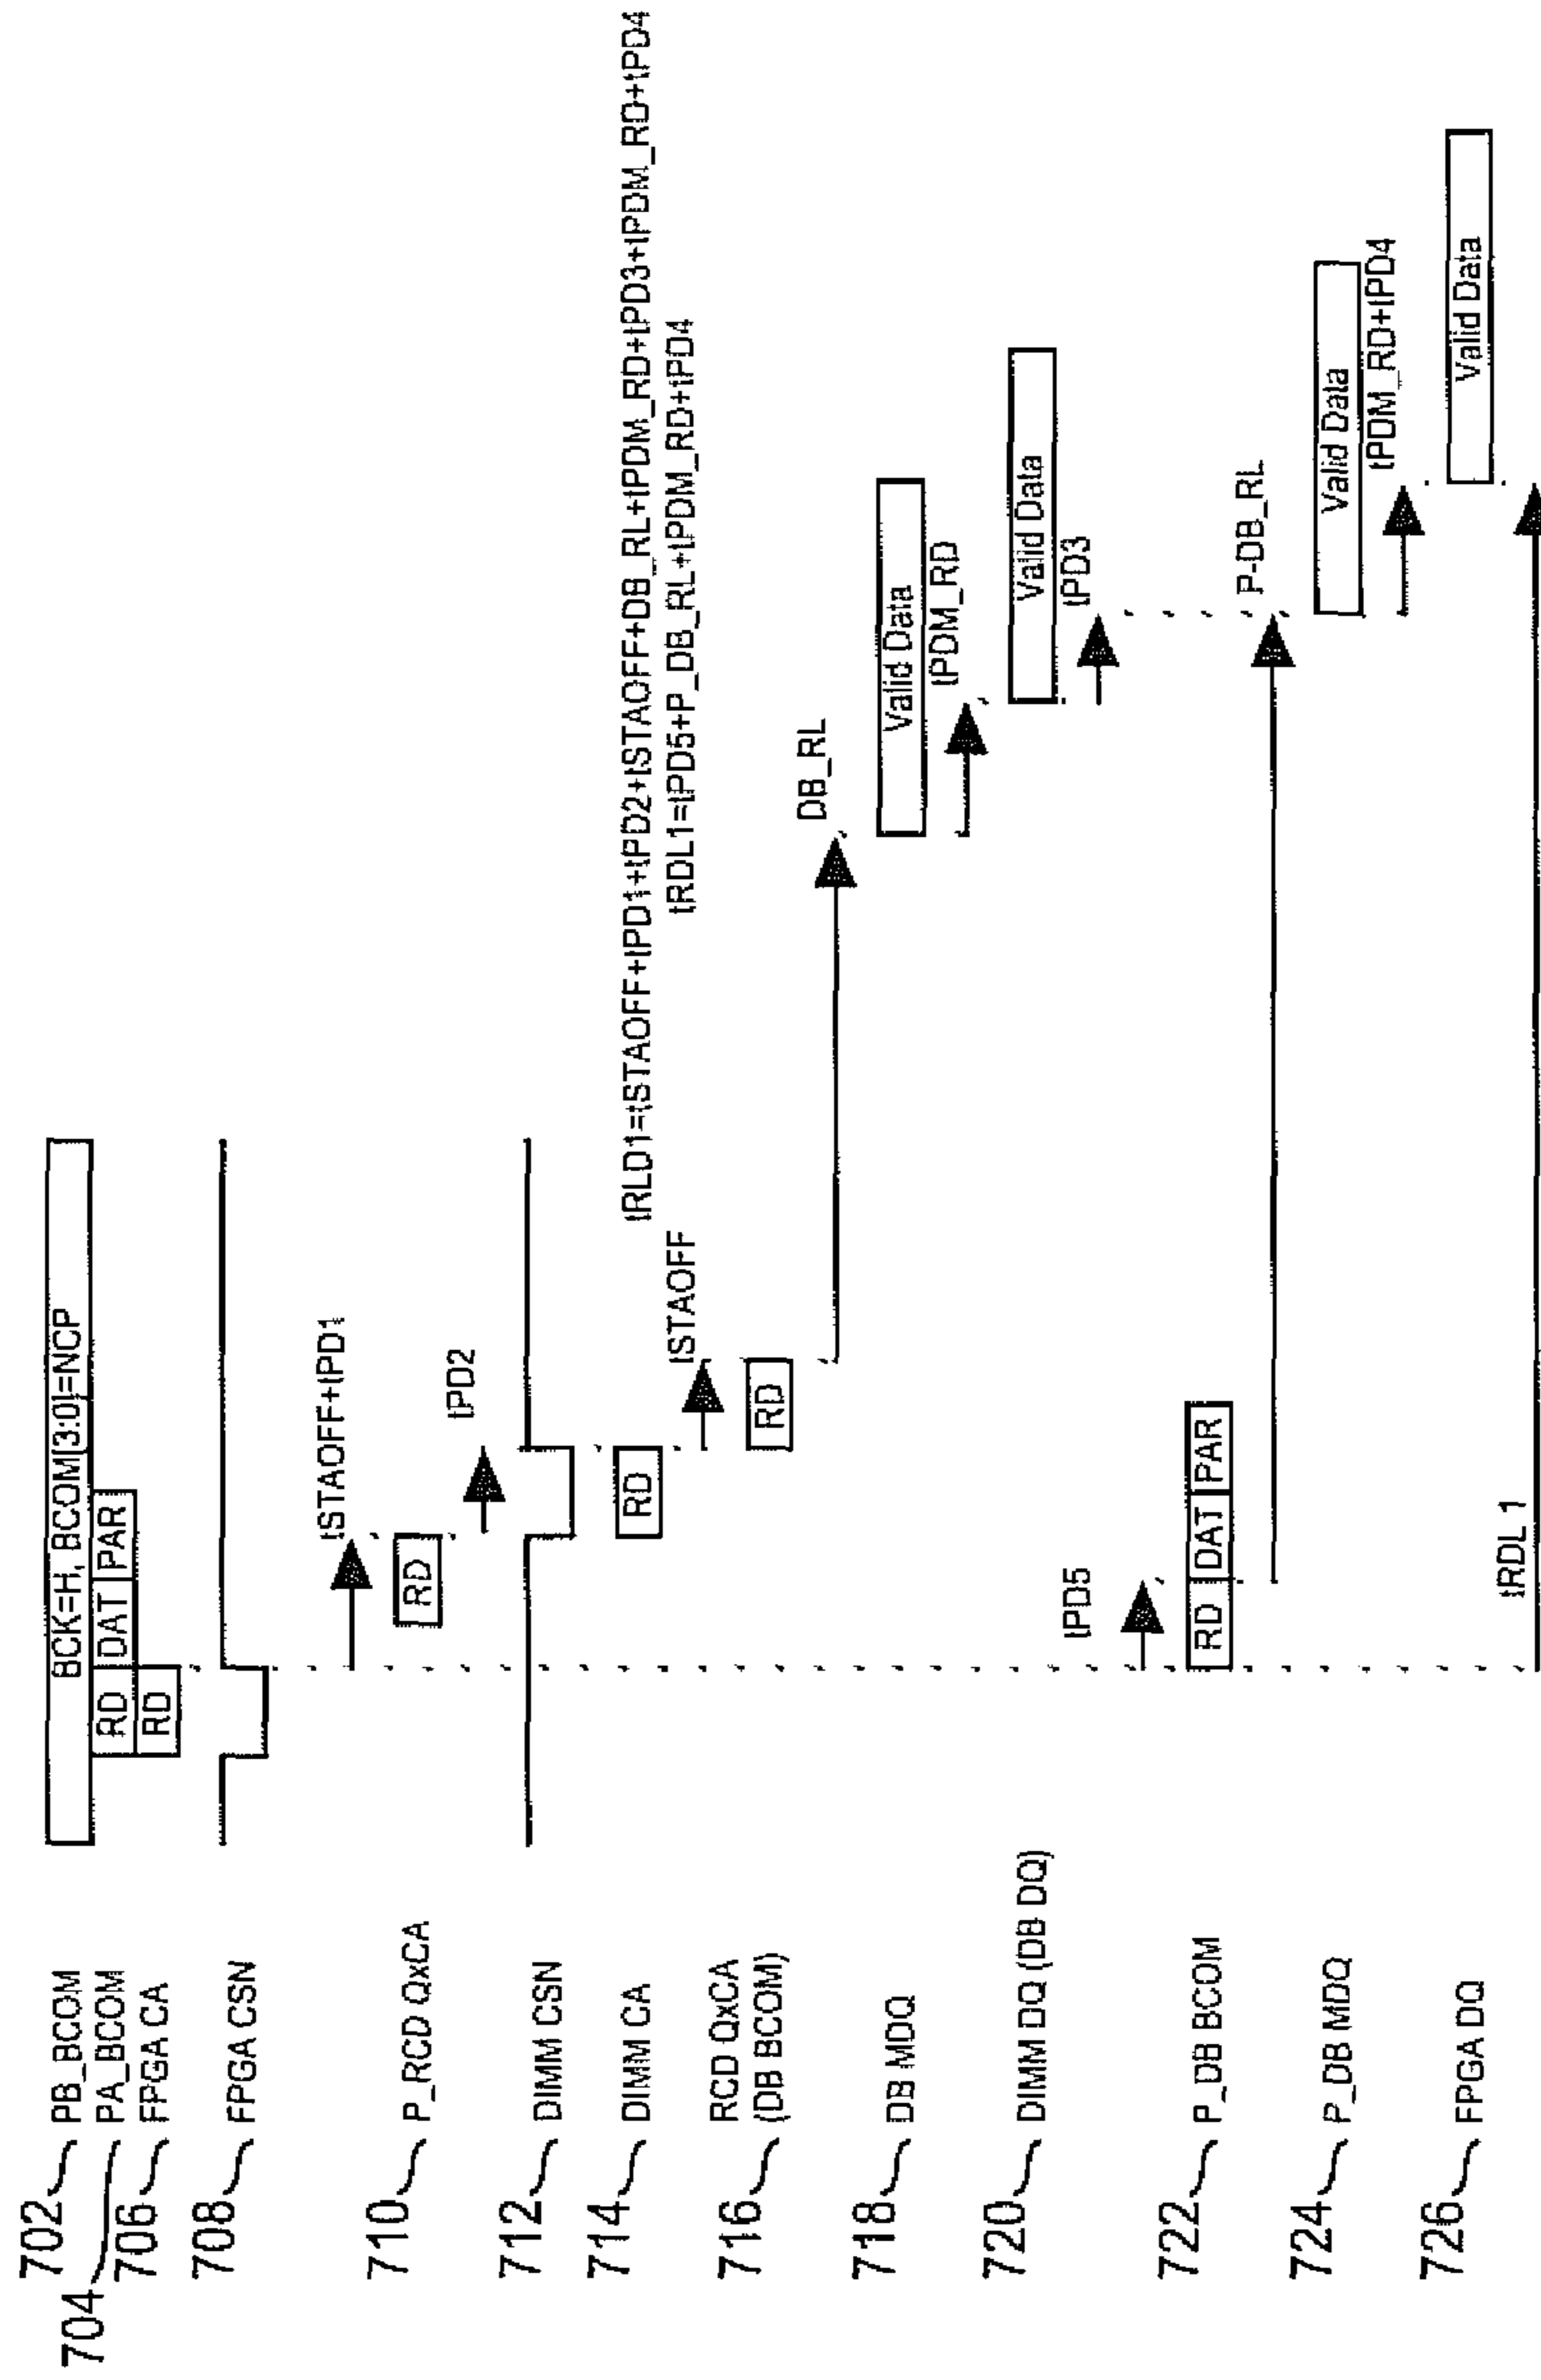 702 PB_BCOM BCK=H, BCOM[3:0]=NCP
704 PA_BCOM RD DAT PAR
706 FPGA CA RD
708 FPGA CSN
tSTAOFF+tPD1
710 P_RCD QxCA RD
tPD2
712 DIMM CSN
714 DIMM CA RD
tRLD1=tSTAOFF+tPD1+tPD2+tSTAOFF+DB_RL+tPDM_RD+tPD3+tPDM_RD+tPD4
tRDL1=tPD5+P_DB_RL+tPDM_RD+tPD4
tSTAOFF
716 RCD QxCA RD
(DB BCOM)
DB_RL
718 DB MDQ Valid Data
tPDM_RD
720 DIMM DQ (DB DQ) Valid Data
tPD3
tPD5
722 P_DB BCOM RD DAT PAR
P-DB_RL
724 P_DB MDQ Valid Data
tPDM_RD+tPD4
726 FPGA DQ Valid Data
tRDL 1